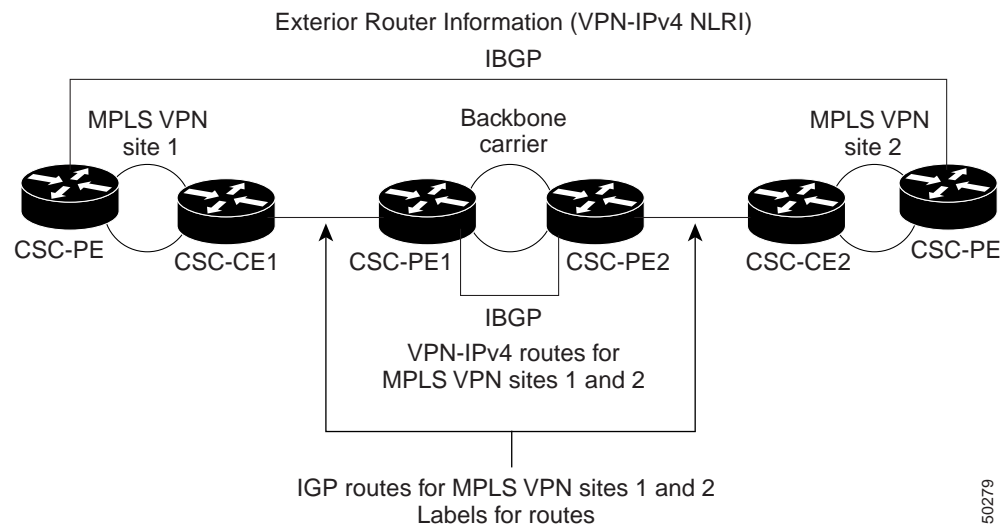 Exterior Router Information (VPN-IPv4 NLRI)
IBGP
MPLS VPN
site 1
Backbone
carrier
MPLS VPN
site 2
CSC-PE
CSC-CE1
CSC-PE1
CSC-PE2
CSC-CE2
CSC-PE
IBGP
VPN-IPv4 routes for
MPLS VPN sites 1 and 2
IGP routes for MPLS VPN sites 1 and 2
Labels for routes
50279